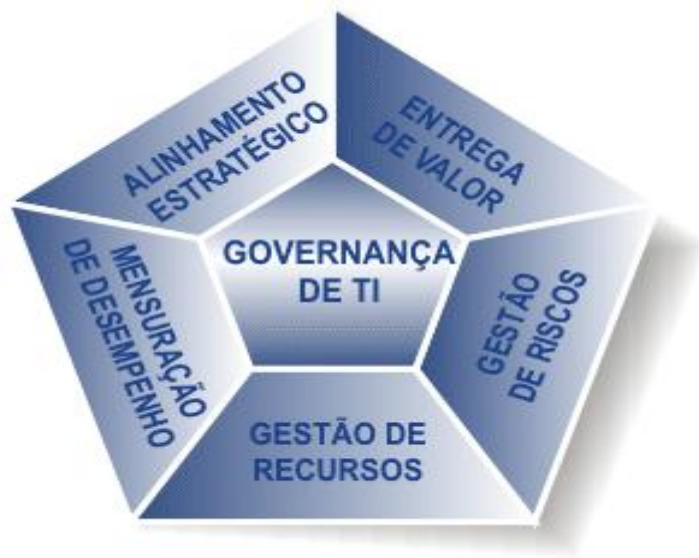 ALINHAMENTO
ESTRATÉGICO
ENTREGA
DE VALOR
GOVERNANÇA
DE TI
MENSURAÇÃO
DE DESEMPENHO
GESTÃO
DE RISCOS
GESTÃO DE
RECURSOS